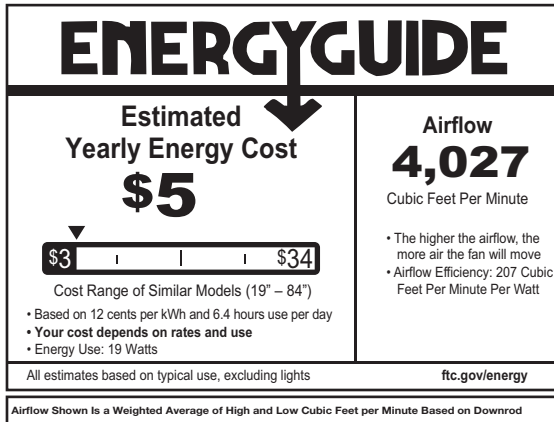 ENERGYGUIDE
Estimated
Yearly Energy Cost
$5
$3
$34
Cost Range of Similar Models (19” – 84”)
• Based on 12 cents per kWh and 6.4 hours use per day
• Your cost depends on rates and use
• Energy Use: 19 Watts
Airflow
4,027
Cubic Feet Per Minute
• The higher the airflow, the
more air the fan will move
• Airflow Efficiency: 207 Cubic
Feet Per Minute Per Watt
All estimates based on typical use, excluding lights
ftc.gov/energy
Airflow Shown Is a Weighted Average of High and Low Cubic Feet per Minute Based on Downrod